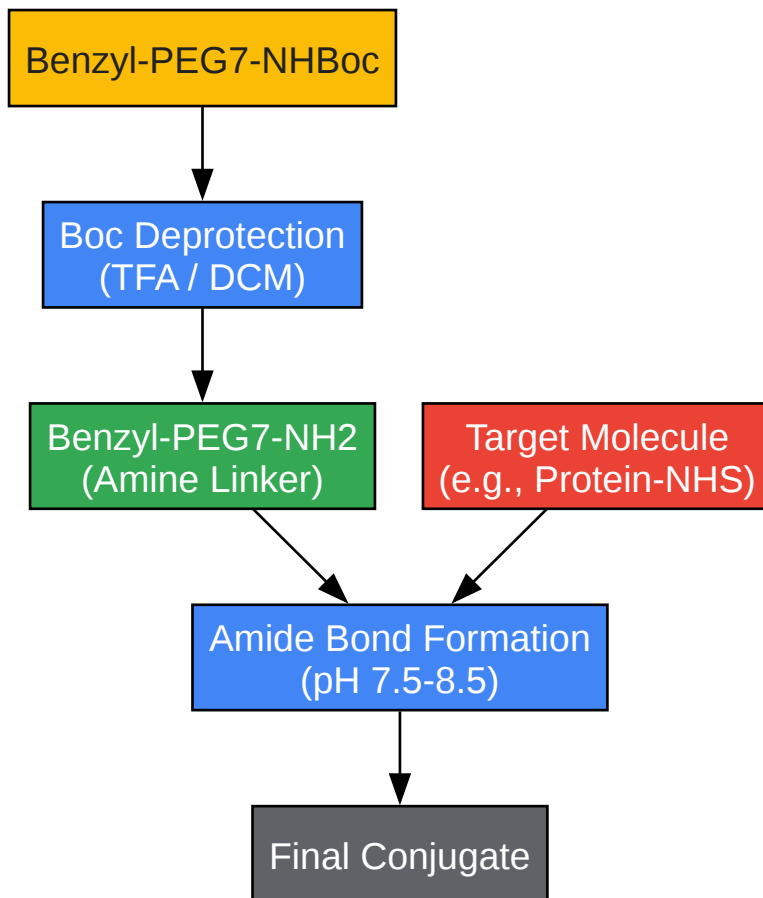 Benzyl-PEG7-NHBoc
Boc Deprotection
(TFA / DCM)
Benzyl-PEG7-NH2
(Amine Linker)
Target Molecule
(e.g., Protein-NHS)
Amide Bond Formation
(pH 7.5-8.5)
Final Conjugate